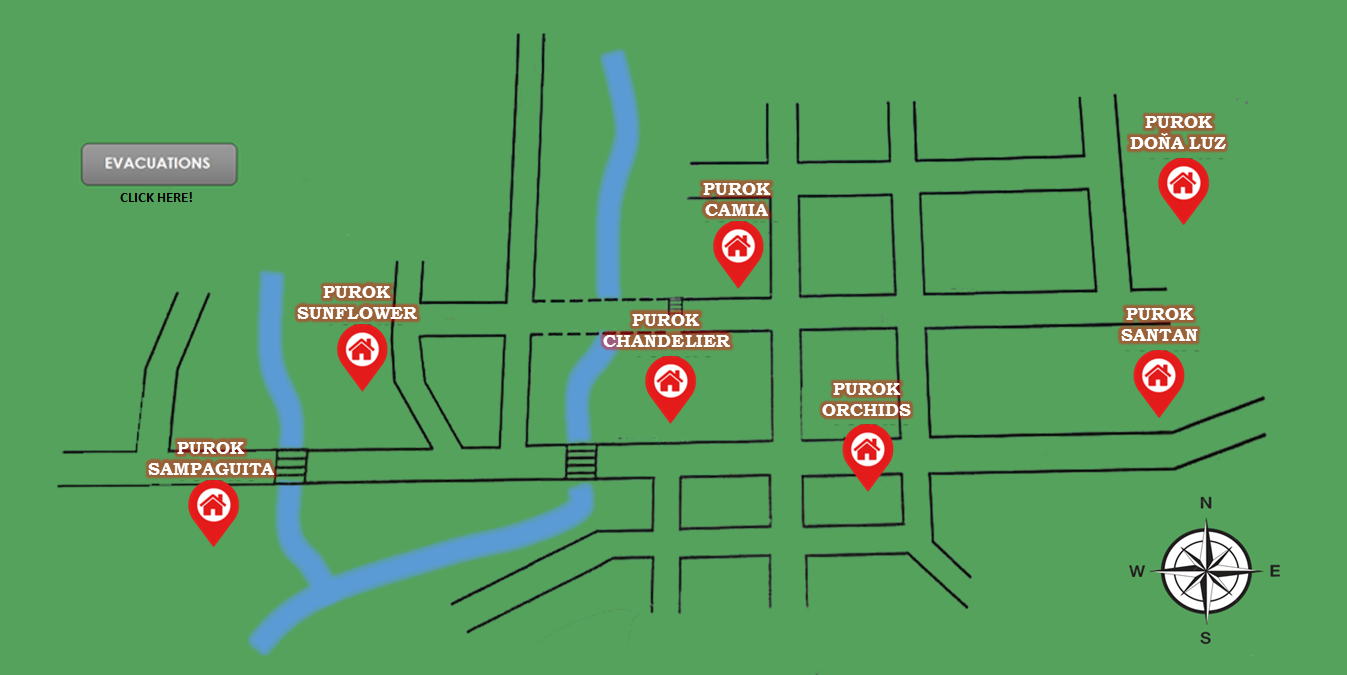 PUROK
DOÑA LUZ
EVACUATIONS
CLICK HERE!
PUROK
CAMIA
PUROK
SUNFLOWER
PUROK
CHANDELIER
PUROK
SANTAN
PUROK
ORCHIDS
PUROK
SAMPAGUITA
N
W
E
S